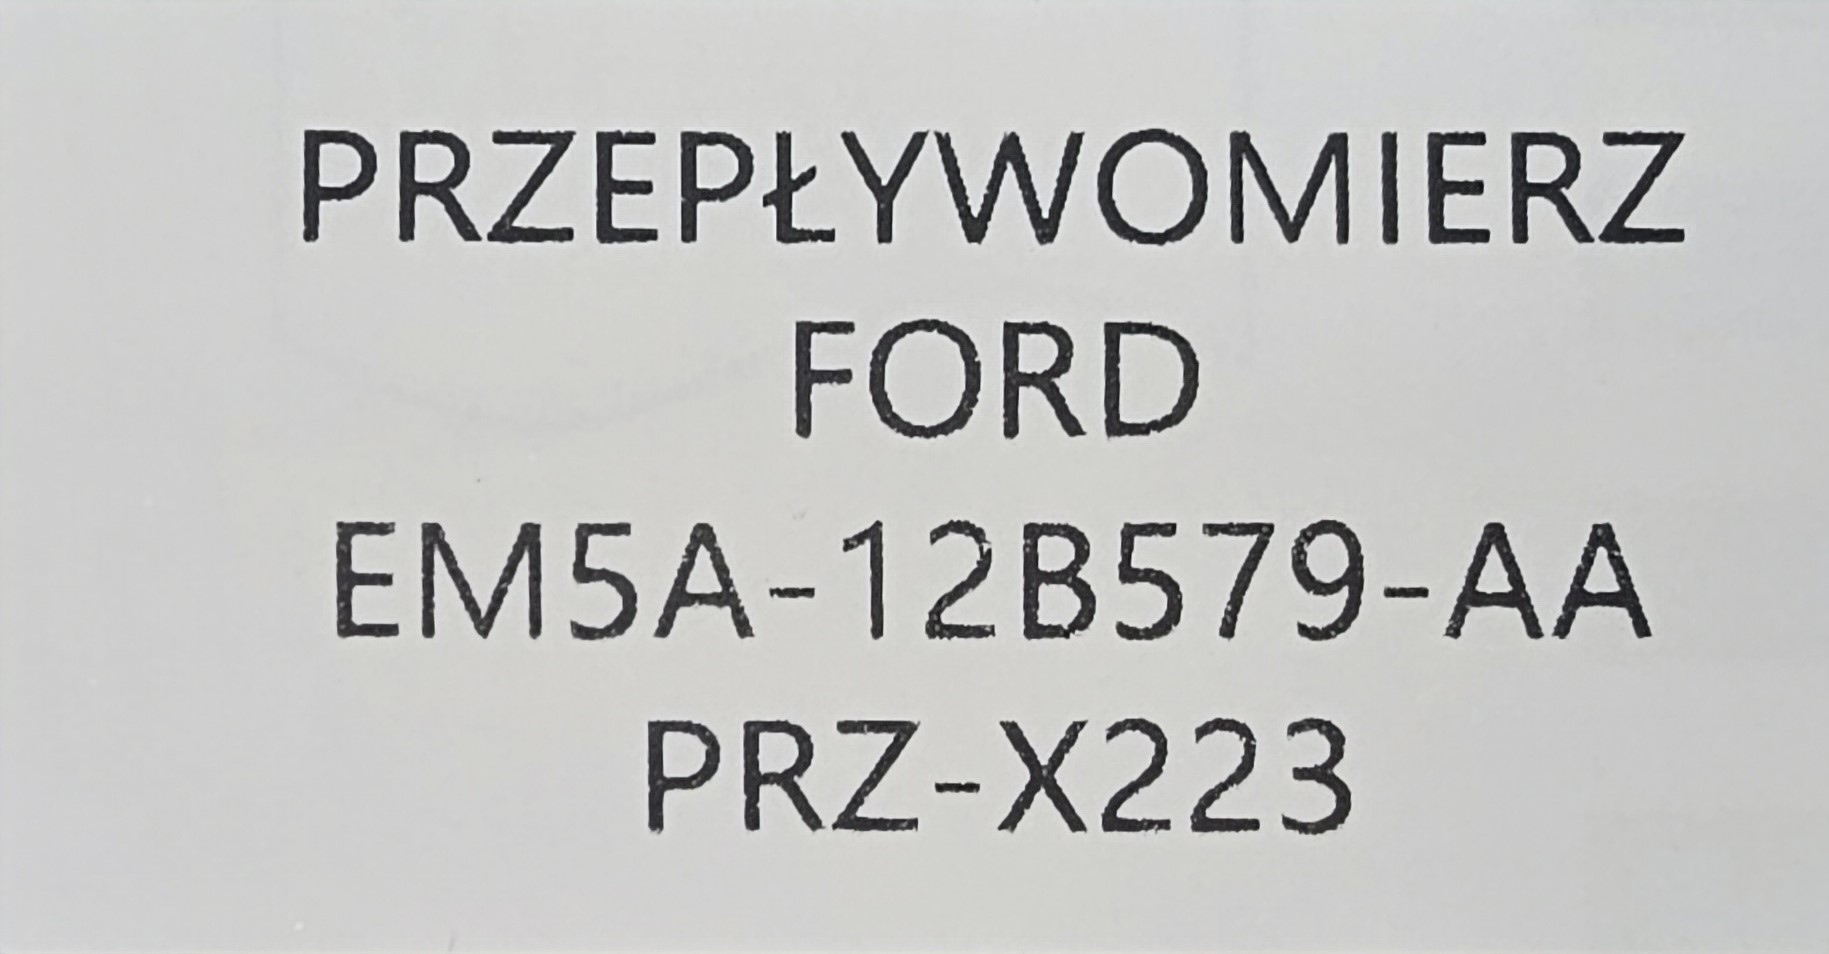 PRZEPŁYWOMIERZ
FORD
EM5A-12B579-AA
PRZ-X223